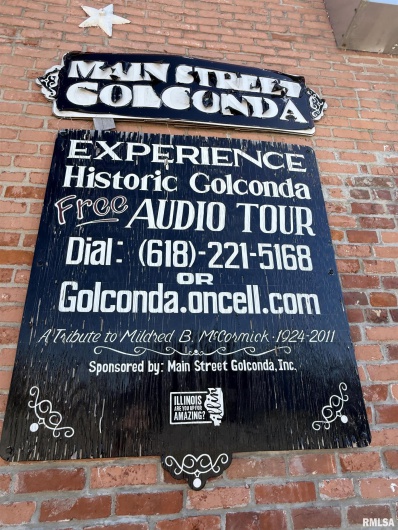 MAIN STREET
GOLCONDA
EXPERIENCE
Historic Golconda
Free AUDIO TOUR
Dial: (618)-221-5168
OR
Golconda.oncell.com
A Tribute to Mildred B. McCormick 1924-2011
Sponsored by: Main Street Golconda, Inc.
ILLINOIS
ARE YOU UP FOR
AMAZING?
RMLSA